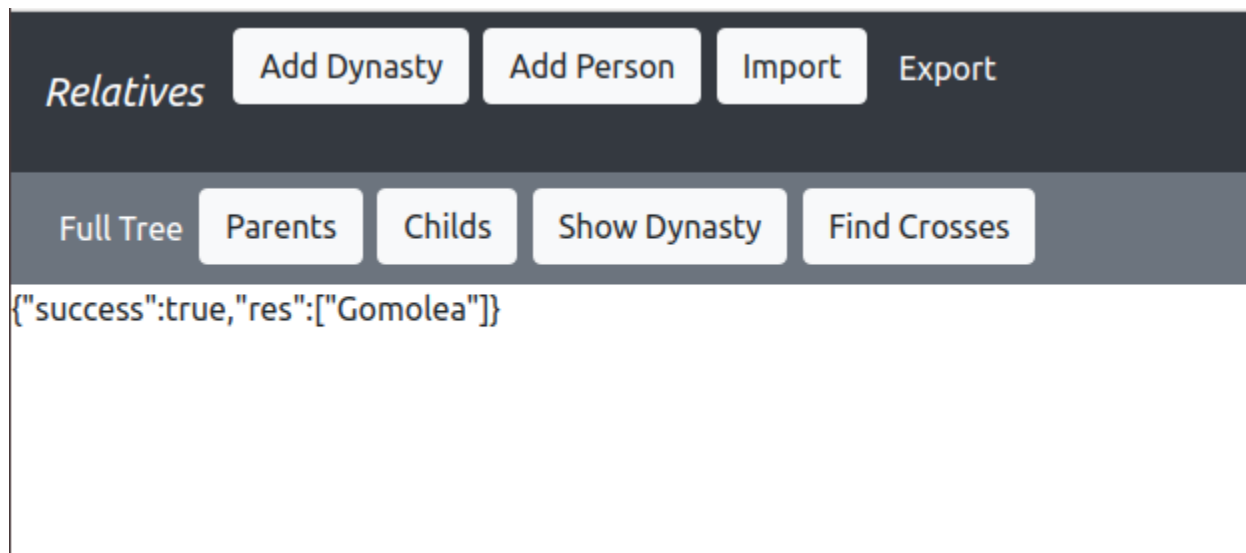 Relatives Add Dynasty Add Person Import Export
Full Tree Parents Childs Show Dynasty Find Crosses
{"success":true,"res":["Gomolea"]}